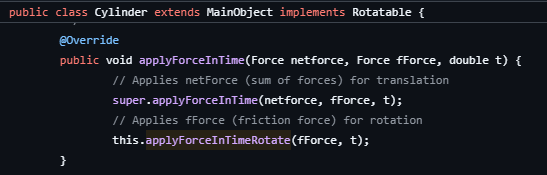 public class Cylinder extends MainObject implements Rotatable {
@Override
public void applyForceInTime(Force netforce, Force fForce, double t) {
// Applies netForce (sum of forces) for translation
super.applyForceInTime(netforce, fForce, t);
// Applies fForce (friction force) for rotation
this.applyForceInTimeRotate(fForce, t);
}